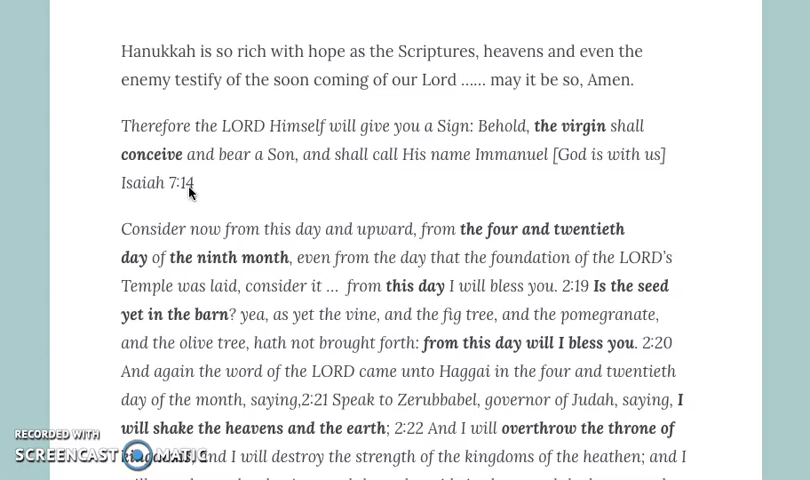 Hanukkah is so rich with hope as the Scriptures, heavens and even the
enemy testify of the soon coming of our Lord …… may it be so, Amen.
Therefore the LORD Himself will give you a Sign: Behold, the virgin shall
conceive and bear a Son, and shall call His name Immanuel [God is with us]
Isaiah 7:14
Consider now from this day and upward, from the four and twentieth
day of the ninth month, even from the day that the foundation of the LORD's
Temple was laid, consider it …  from this day I will bless you. 2:19 Is the seed
yet in the barn? yea, as yet the vine, and the fig tree, and the pomegranate,
and the olive tree, hath not brought forth: from this day will I bless you. 2:20
And again the word of the LORD came unto Haggai in the four and twentieth
day of the month, saying,2:21 Speak to Zerubbabel, governor of Judah, saying, I
will shake the heavens and the earth; 2:22 And I will overthrow the throne of
RECORDED WITH
SCREENCAST MATIC
and I will destroy the strength of the kingdoms of the heathen; and I